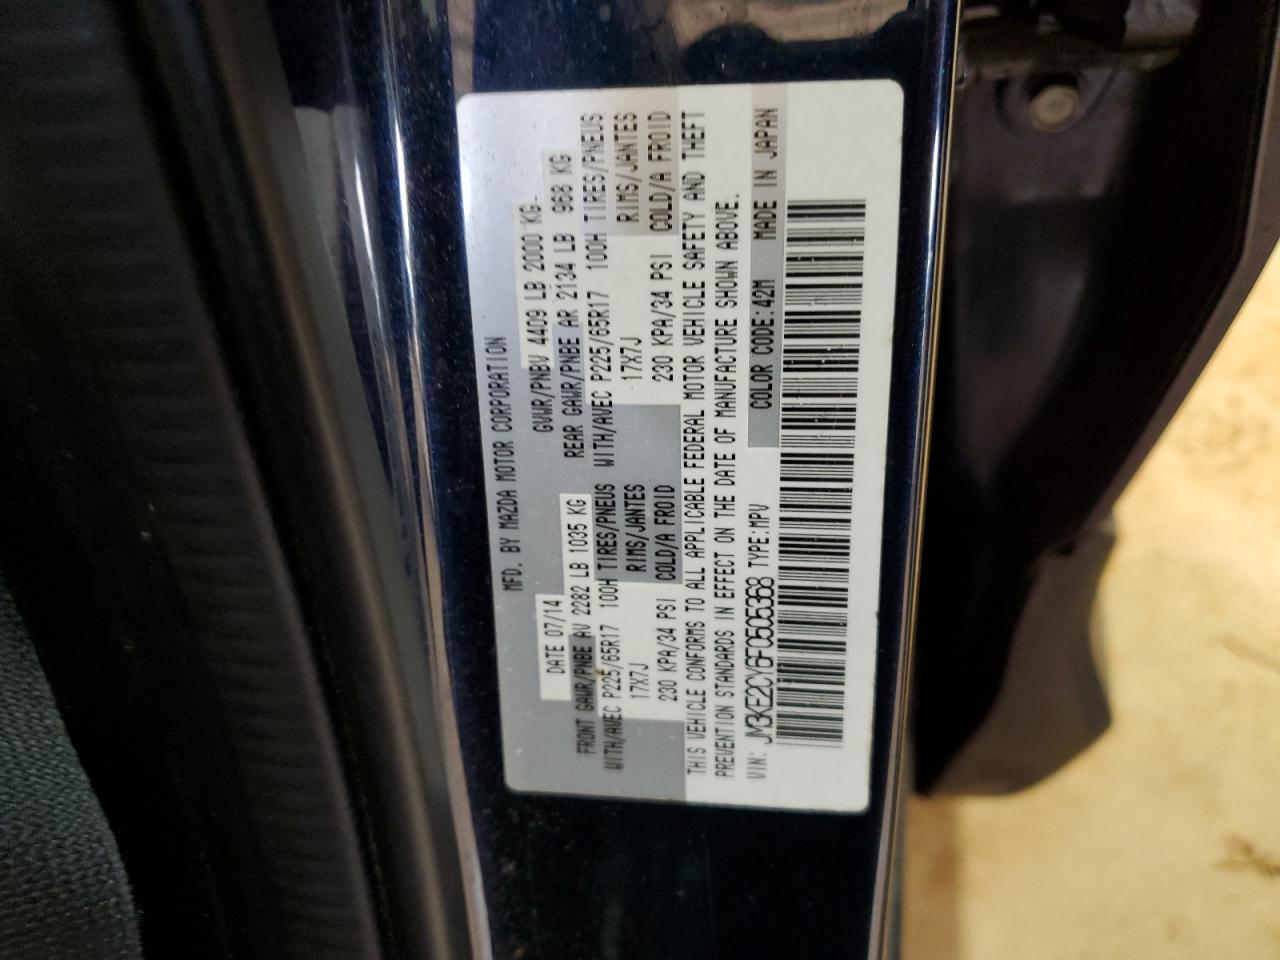 MFD. BY MAZDA MOTOR CORPORATION
DATE 07/14 GVWR/PNBV 4409 LB 2000 KG
FRONT GAWR/PNBE AV 2282 LB 1035 KG REAR GAWR/PNBE AR 2134 LB 968 KG
WITH/AVEC P225/65R17 100H TIRES/PNEUS WITH/AVEC P225/65R17 100H TIRES/PNEUS
17X7J RIMS/JANTES 17X7J RIMS/JANTES
230 KPA/34 PSI COLD/A FROID 230 KPA/34 PSI COLD/A FROID
THIS VEHICLE CONFORMS TO ALL APPLICABLE FEDERAL MOTOR VEHICLE SAFETY AND THEFT
PREVENTION STANDARDS IN EFFECT ON THE DATE OF MANUFACTURE SHOWN ABOVE.
VIN: JM3KE2CY6F0505368 TYPE:MPV COLOR CODE:42M MADE IN JAPAN